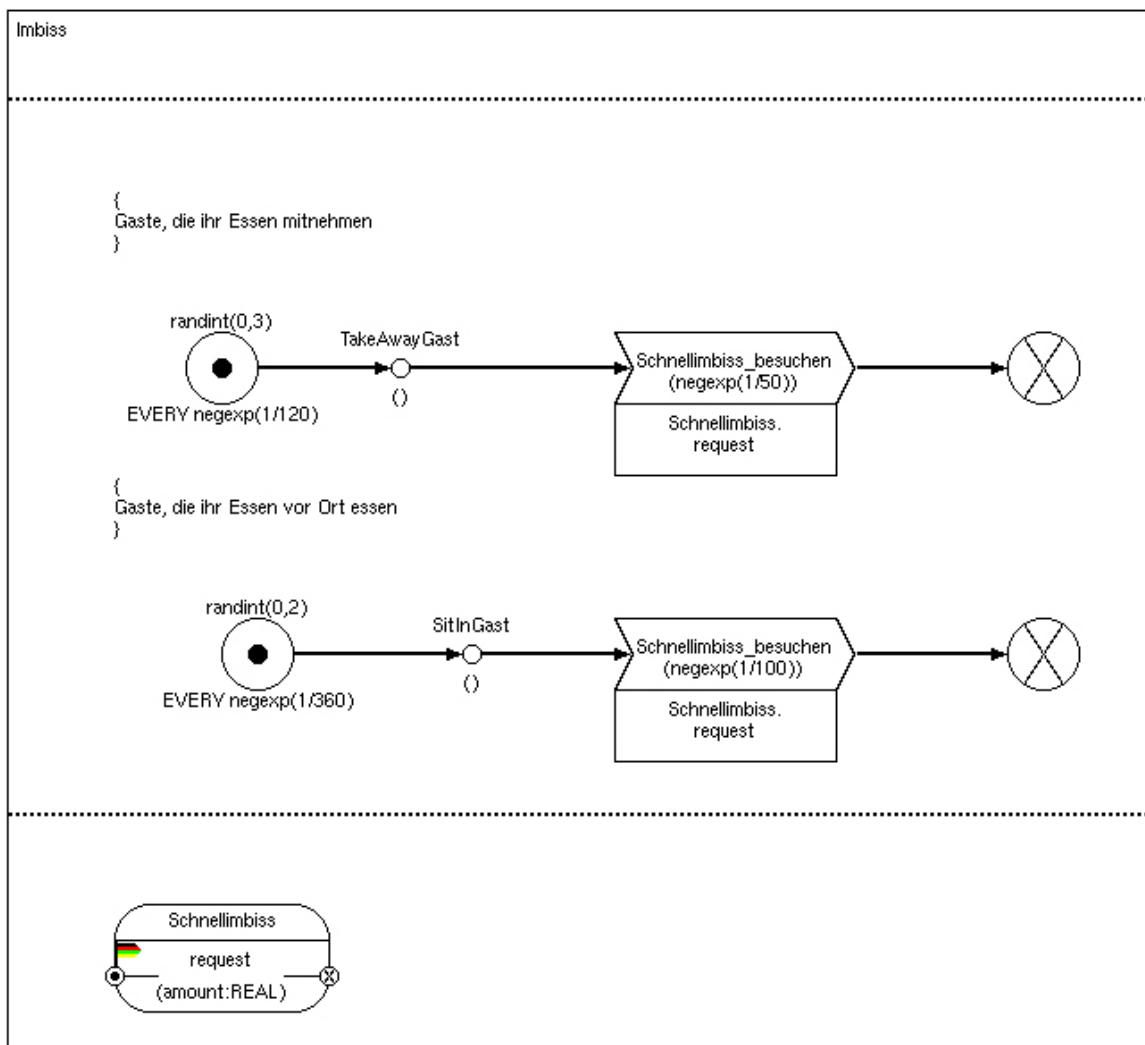 Imbiss
{
Gaste, die ihr Essen mitnehmen
}
randint(0,3)
TakeAwayGast
()
EVERY negexp(1/120)
Schnellimbiss_besuchen
(negexp(1/50))
Schnellimbiss.
request
{
Gaste, die ihr Essen vor Ort essen
}
randint(0,2)
SitInGast
()
EVERY negexp(1/360)
Schnellimbiss_besuchen
(negexp(1/100))
Schnellimbiss.
request
Schnellimbiss
request
(amount:REAL)